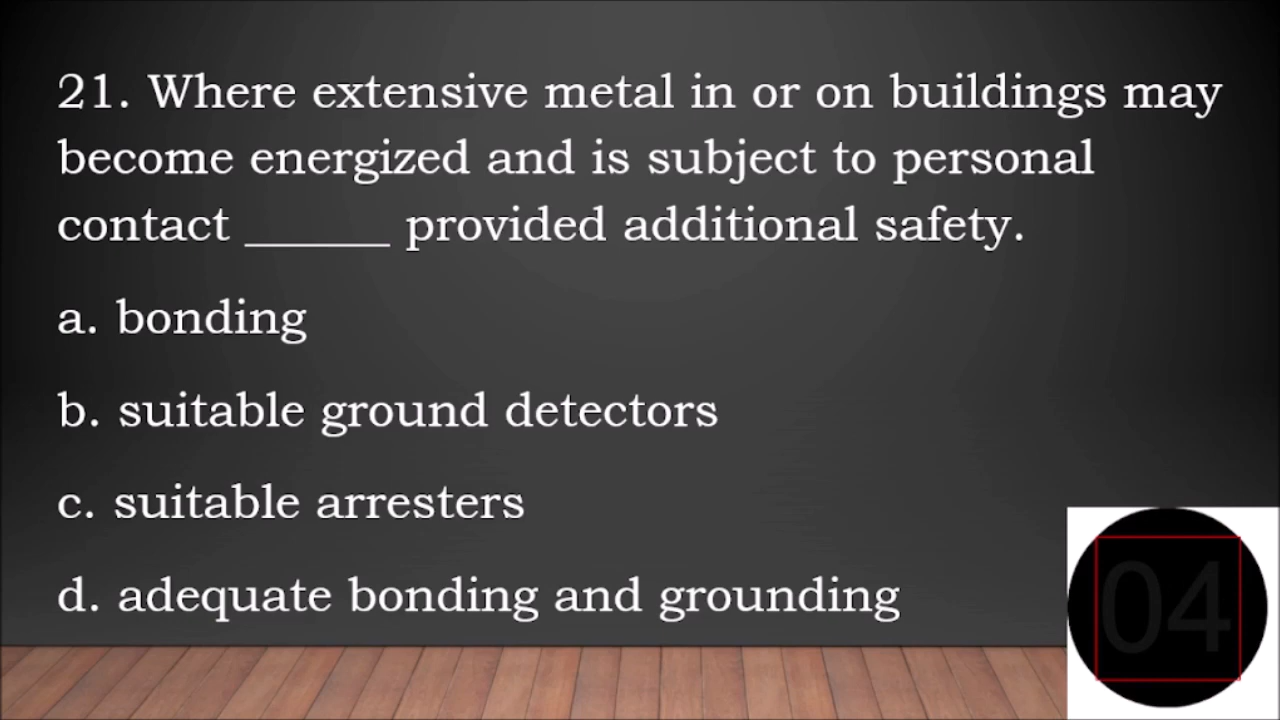 21. Where extensive metal in or on buildings may
become energized and is subject to personal
contact ______ provided additional safety.
a. bonding
b. suitable ground detectors
c. suitable arresters
d. adequate bonding and grounding
04